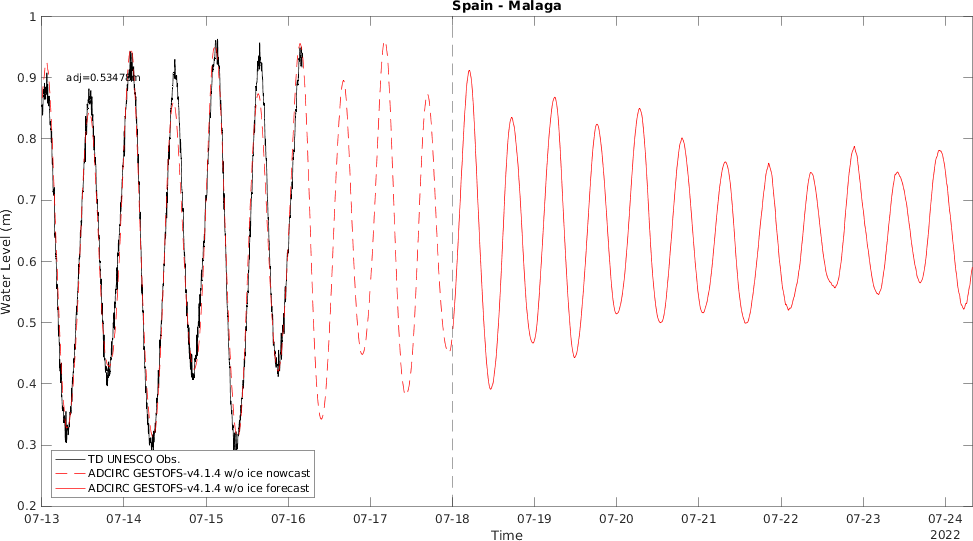 Spain - Malaga
1
0.9
0.8
0.7
0.6
0.5
0.4
0.3
0.2
Water Level (m)
adj=0.53478m
TD UNESCO Obs.
ADCIRC GESTOFS-v4.1.4 w/o ice nowcast
ADCIRC GESTOFS-v4.1.4 w/o ice forecast
07-13 07-14 07-15 07-16 07-17 07-18 07-19 07-20 07-21 07-22 07-23 07-24
2022
Time